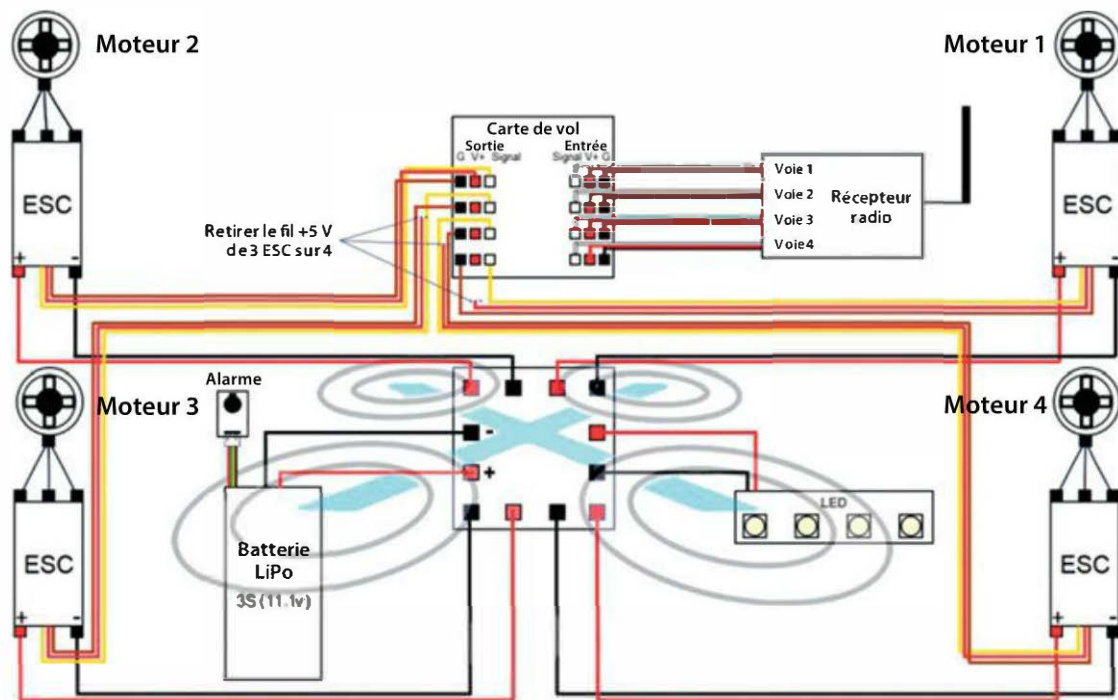 Moteur 2
Moteur 1
Carte de vol
Sortie Entrée
G V+ Signal Signal V+ G
Voie 1
Voie 2
Voie 3
Voie4
Récepteur
radio
ESC
ESC
Retirer le fil +5 V
de 3 ESC sur 4
+ -
+ -
Alarme
Moteur 3
Moteur 4
-
+
LED
Batterie
LiPo
3S (11.1v)
ESC
ESC
+ -
+ -